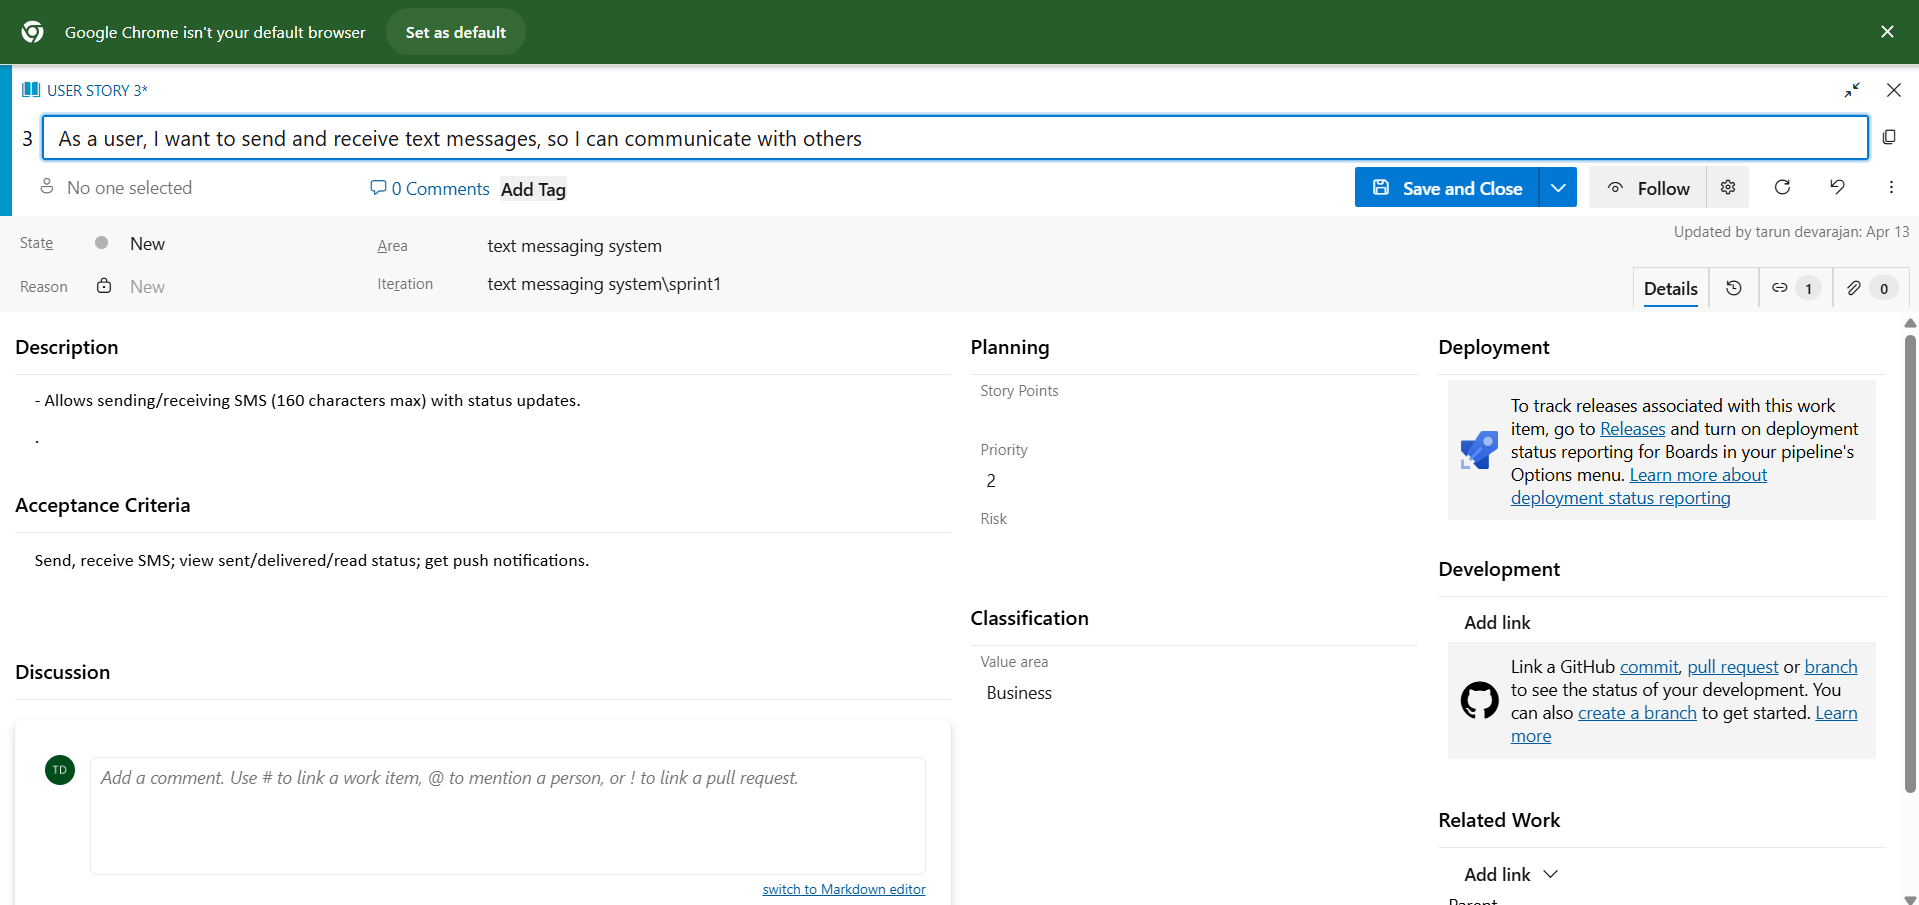 Google Chrome isn't your default browser
Set as default
USER STORY 3*
3
As a user, I want to send and receive text messages, so I can communicate with others
No one selected
0 Comments
Add Tag
Save and Close
Follow
State
New
Area
text messaging system
Updated by tarun devarajan: Apr 13
Reason
New
Iteration
text messaging system\sprint1
Details
1
0
Description
- Allows sending/receiving SMS (160 characters max) with status updates.
.
Acceptance Criteria
Send, receive SMS; view sent/delivered/read status; get push notifications.
Discussion
TD
Add a comment. Use # to link a work item, @ to mention a person, or ! to link a pull request.
switch to Markdown editor
Planning
Story Points
Priority
2
Risk
Classification
Value area
Business
Deployment
To track releases associated with this work
item, go to Releases and turn on deployment
status reporting for Boards in your pipeline's
Options menu. Learn more about
deployment status reporting
Development
Add link
Link a GitHub commit, pull request or branch
to see the status of your development. You
can also create a branch to get started. Learn
more
Related Work
Add link
Parent